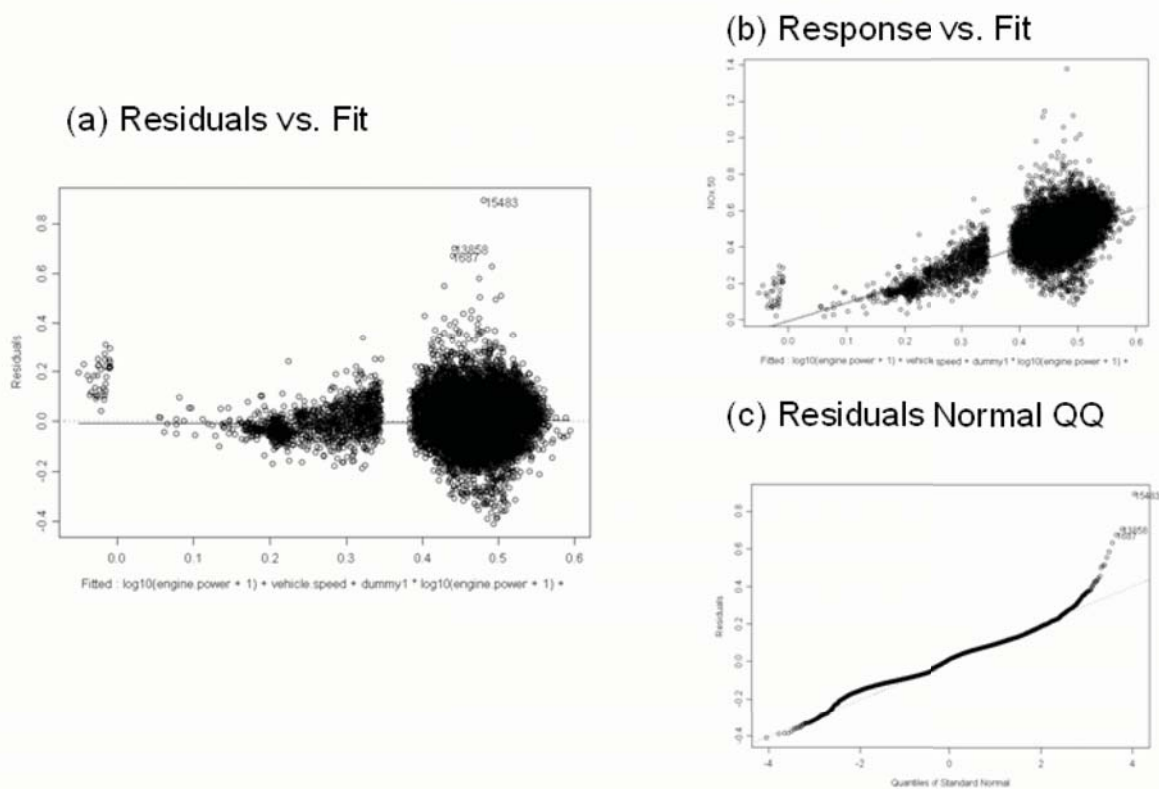 (a) Residuals vs. Fit
15483
13858
1687
0.8
0.6
0.4
0.2
0.0
-0.2
-0.4
Residuals
0.0 0.1 0.2 0.3 0.4 0.5 0.6
Fitted : log10(engine.power + 1) + vehicle.speed + dummy1 * log10(engine.power + 1) +
(b) Response vs. Fit
1.4
1.2
1.0
0.8
0.6
0.4
0.2
0.0
NOx.50
0.0 0.1 0.2 0.3 0.4 0.5 0.6
Fitted : log10(engine.power + 1) + vehicle.speed + dummy1 * log10(engine.power + 1) +
(c) Residuals Normal QQ
15483
13858
1687
0.8
0.6
0.4
0.2
0.0
-0.2
-0.4
Residuals
-4 -2 0 2 4
Quantiles of Standard Normal